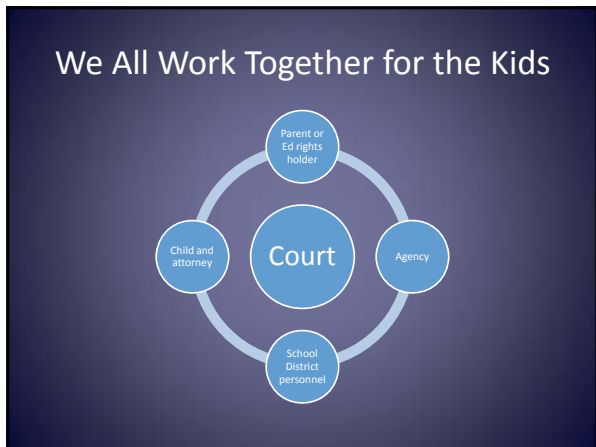 We All Work Together for the Kids
Parent or
Ed rights
holder
Child and
attorney
Court
Agency
School
District
personnel